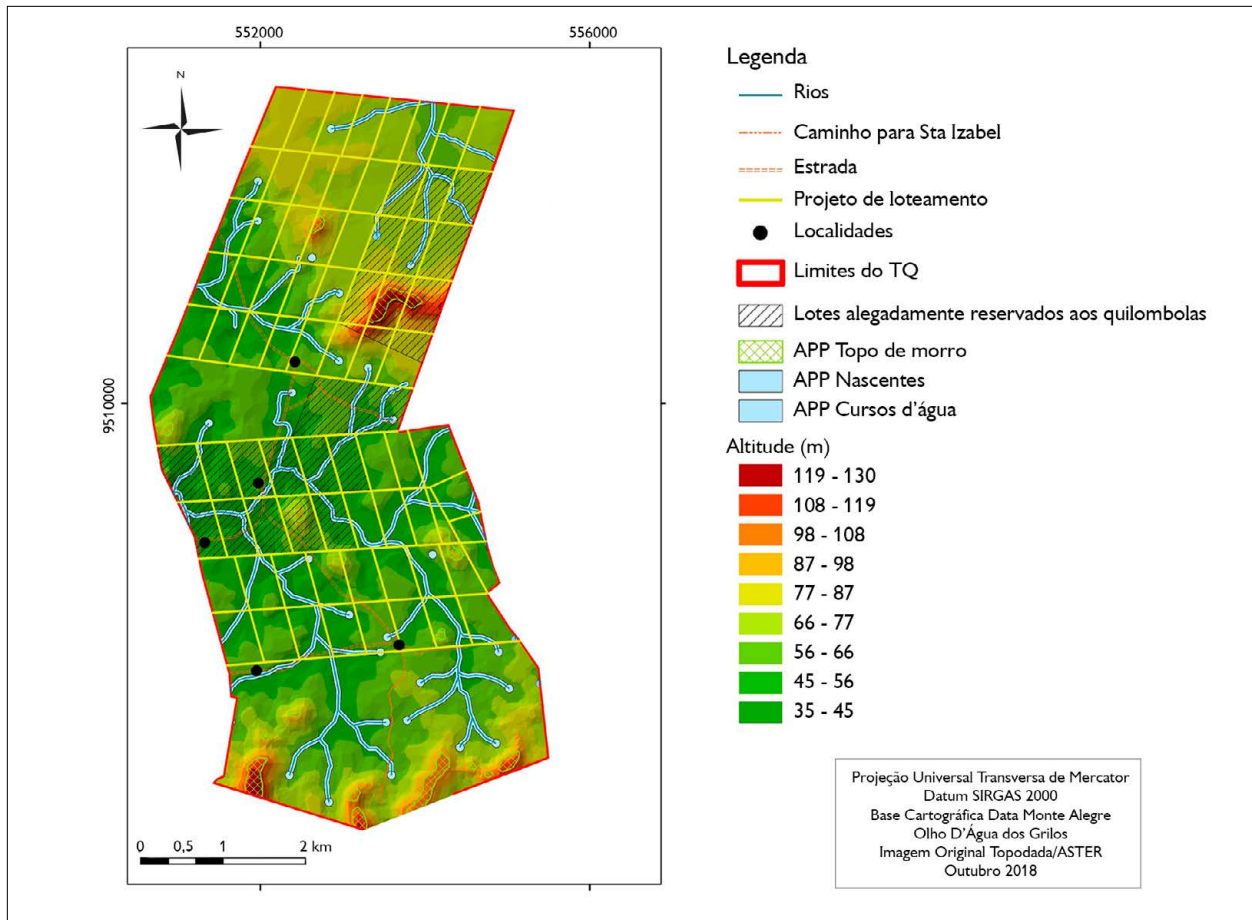 552000
556000
N
9510000
0 0,5 1 2 km
Legenda
Rios
Caminho para Sta Izabel
Estrada
Projeto de loteamento
Localidades
Limites do TQ
Lotes alegadamente reservados aos quilombolas
APP Topo de morro
APP Nascentes
APP Cursos d'água
Altitude (m)
119 - 130
108 - 119
98 - 108
87 - 98
77 - 87
66 - 77
56 - 66
45 - 56
35 - 45
Projeção Universal Transversa de Mercator
Datum SIRGAS 2000
Base Cartográfica Data Monte Alegre
Olho D'Água dos Grilos
Imagem Original Topodada/ASTER
Outubro 2018